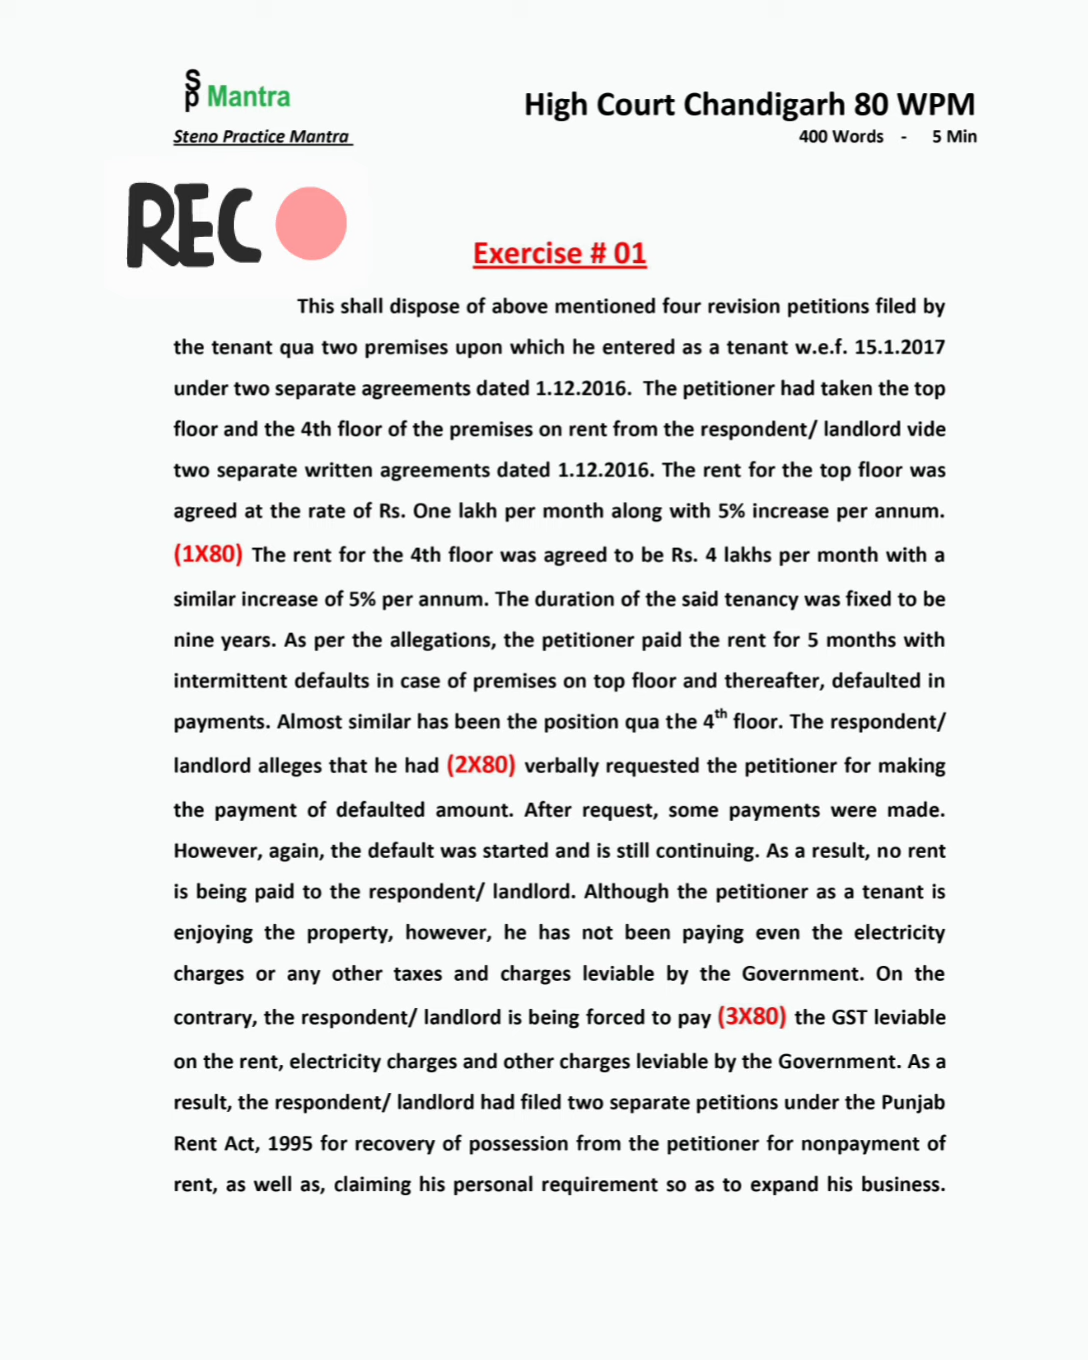 Sp Mantra
Steno Practice Mantra
High Court Chandigarh 80 WPM
400 Words - 5 Min
REC
Exercise # 01
This shall dispose of above mentioned four revision petitions filed by
the tenant qua two premises upon which he entered as a tenant w.e.f. 15.1.2017
under two separate agreements dated 1.12.2016. The petitioner had taken the top
floor and the 4th floor of the premises on rent from the respondent/ landlord vide
two separate written agreements dated 1.12.2016. The rent for the top floor was
agreed at the rate of Rs. One lakh per month along with 5% increase per annum.
(1X80) The rent for the 4th floor was agreed to be Rs. 4 lakhs per month with a
similar increase of 5% per annum. The duration of the said tenancy was fixed to be
nine years. As per the allegations, the petitioner paid the rent for 5 months with
intermittent defaults in case of premises on top floor and thereafter, defaulted in
payments. Almost similar has been the position qua the 4th floor. The respondent/
landlord alleges that he had (2X80) verbally requested the petitioner for making
the payment of defaulted amount. After request, some payments were made.
However, again, the default was started and is still continuing. As a result, no rent
is being paid to the respondent/ landlord. Although the petitioner as a tenant is
enjoying the property, however, he has not been paying even the electricity
charges or any other taxes and charges leviable by the Government. On the
contrary, the respondent/ landlord is being forced to pay (3X80) the GST leviable
on the rent, electricity charges and other charges leviable by the Government. As a
result, the respondent/ landlord had filed two separate petitions under the Punjab
Rent Act, 1995 for recovery of possession from the petitioner for nonpayment of
rent, as well as, claiming his personal requirement so as to expand his business.